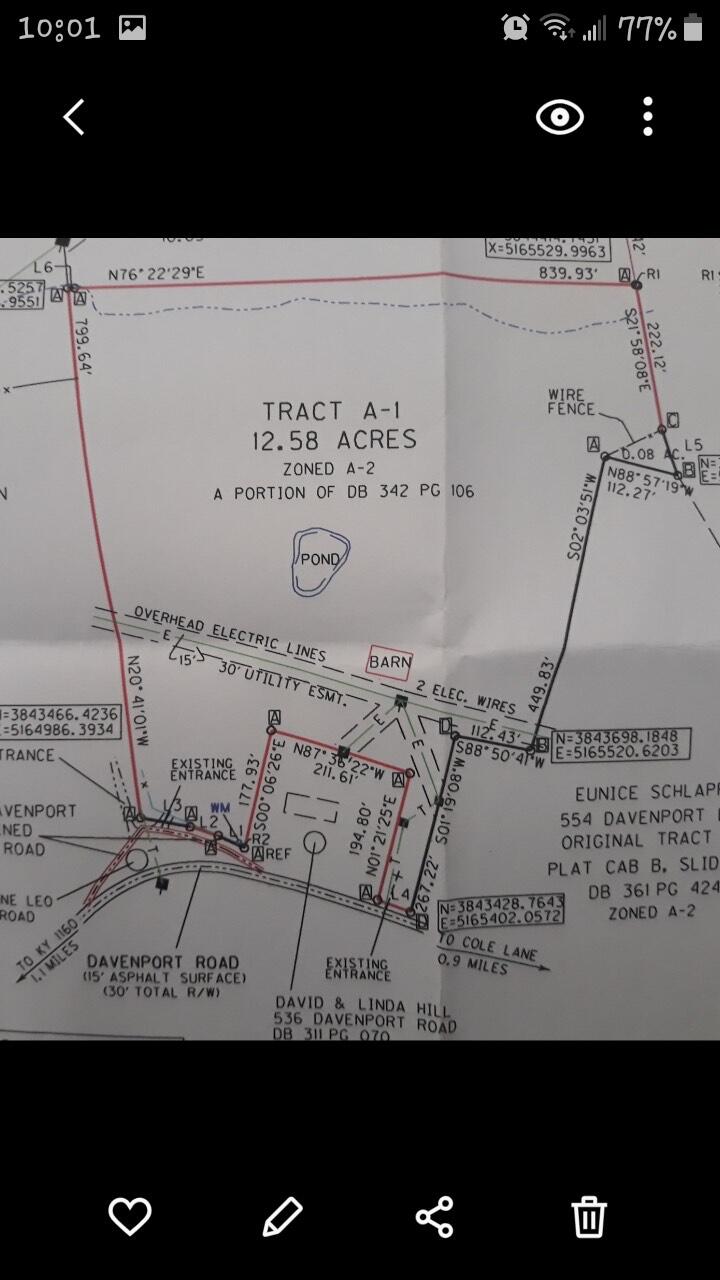 10:01
77%
X=5165529.9963
L6
N76°22'29"E
839.93'
A
R1
R1
.5257
.9551
A
A
799.64'
S21°58'08"E
222.12'
TRACT A-1
12.58 ACRES
ZONED A-2
A PORTION OF DB 342 PG 106
WIRE
FENCE
C
A
0.08 AC.
L5
B
N88°57'19"W
112.27'
S02°03'51"W
449.83'
POND
OVERHEAD ELECTRIC LINES
E
15'
30' UTILITY ESMT.
BARN
2 ELEC. WIRES
E
N20°41'01"W
=3843466.4236
=5164986.3934
A
D
112.43'
S88°50'41"W
B
N=3843698.1848
E=5165520.6203
E
E
N87°36'22"W
211.61'
A
TRANCE
EXISTING
ENTRANCE
177.93'
S00°06'26"E
S01°19'08"W
267.22'
194.80'
N01°21'25"E
A
L3
A
L2
WM
L1
R2
A
A REF
AVENPORT
NED
ROAD
T
T
NE LEO
ROAD
EUNICE SCHLAP
554 DAVENPORT
ORIGINAL TRACT
PLAT CAB B, SLID
DB 361 PG 424
ZONED A-2
A
L4
D
N=3843428.7643
E=5165402.0572
TO KY 1160
1.1 MILES
DAVENPORT ROAD
(15' ASPHALT SURFACE)
(30' TOTAL R/W)
EXISTING
ENTRANCE
TO COLE LANE
0.9 MILES
DAVID & LINDA HILL
536 DAVENPORT ROAD
DB 311 PG 070